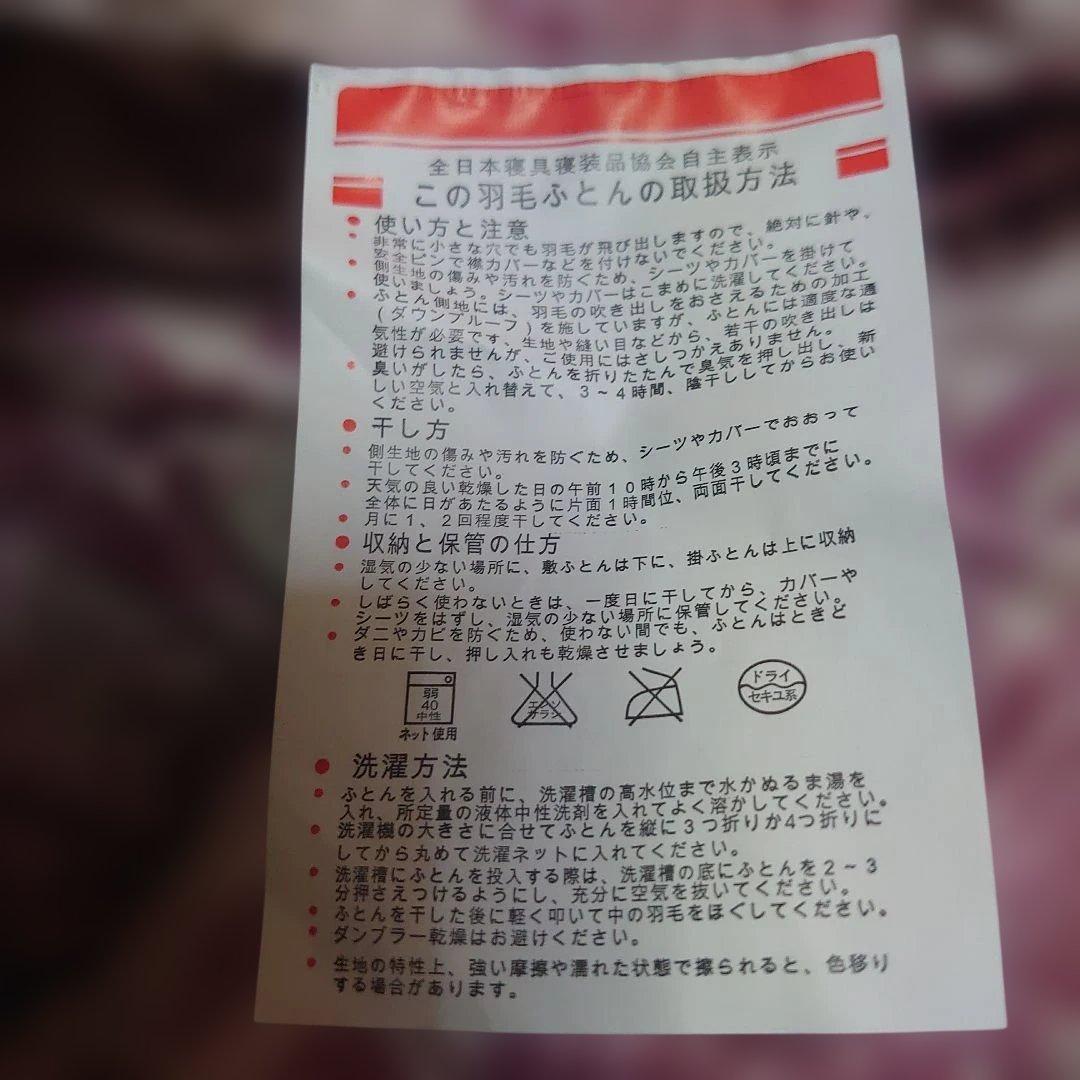 全日本寝具寝装品協会自主表示
この羽毛ふとんの取扱方法
● 使い方と注意
● 非常に小さな穴でも羽毛が飛び出しますので、絶対に針や、
安全ピンで襟カバーなどを付けないでください。
● 側生地の傷みや汚れを防ぐため、シーツやカバーを掛けて
使いましょう。シーツやカバーはこまめに洗濯してください。
● ふとん側地には、羽毛の吹き出しをおさえるための加工
(ダウンプルーフ)を施していますが、ふとんには適度な通
気性が必要です、生地や縫い目などから、若干の吹き出しは
避けられませんが、ご使用にはさしつかえありません。
● 臭いがしたら、ふとんを折りたたんで臭気を押し出し、新
しい空気と入れ替えて、3~4時間、陰干ししてからお使い
ください。
● 干し方
● 側生地の傷みや汚れを防ぐため、シーツやカバーでおおって
干してください。
● 天気の良い乾燥した日の午前10時から午後3時頃までに
全体に日があたるように片面1時間位、両面干してください。
● 月に1、2回程度干してください。
● 収納と保管の仕方
● 湿気の少ない場所に、敷ふとんは下に、掛ふとんは上に収納
してください。
● しばらく使わないときは、一度日に干してから、カバーや
シーツをはずし、湿気の少ない場所に保管してください。
● ダニやカビを防ぐため、使わない間でも、ふとんはときど
き日に干し、押し入れも乾燥させましょう。
弱
40
中性
ネット使用
エンソ
サラシ
ドライ
セキユ系
● 洗濯方法
● ふとんを入れる前に、洗濯槽の高水位まで水かぬるま湯を
入れ、所定量の液体中性洗剤を入れてよく溶かしてください。
● 洗濯機の大きさに合せてふとんを縦に3つ折りか4つ折りに
してから丸めて洗濯ネットに入れてください。
● 洗濯槽にふとんを投入する際は、洗濯槽の底にふとんを2~3
分押さえつけるようにし、充分に空気を抜いてください。
● ふとんを干した後に軽く叩いて中の羽毛をほぐしてください。
● ダンブラー乾燥はお避けください。
● 生地の特性上、強い摩擦や濡れた状態で擦られると、色移り
する場合があります。